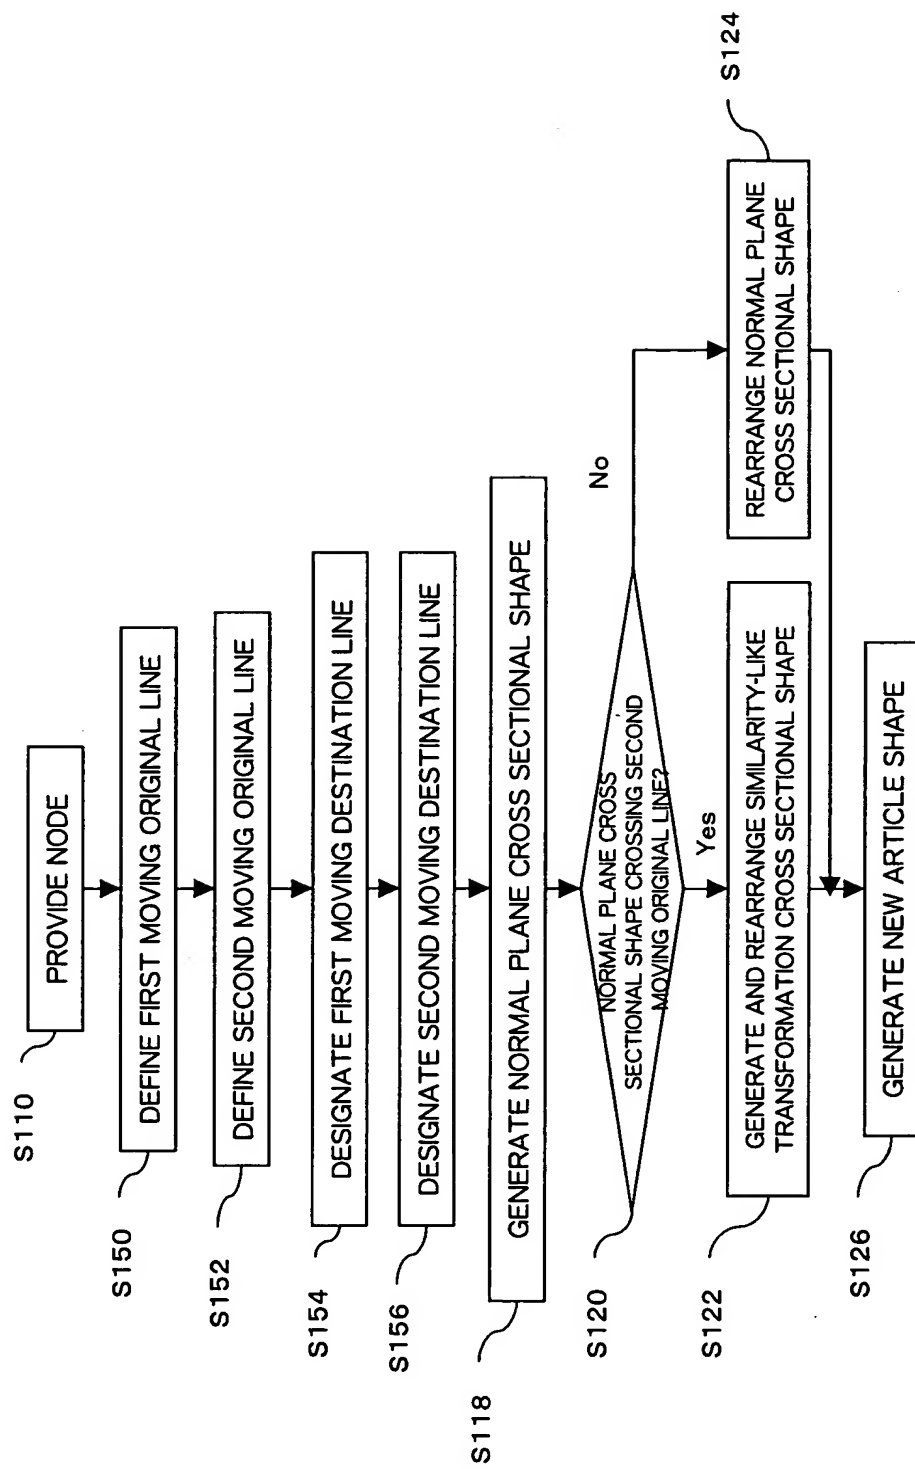 S110
PROVIDE NODE
S150
DEFINE FIRST MOVING ORIGINAL LINE
S152
DEFINE SECOND MOVING ORIGINAL LINE
S154
DESIGNATE FIRST MOVING DESTINATION LINE
S156
DESIGNATE SECOND MOVING DESTINATION LINE
S118
GENERATE NORMAL PLANE CROSS SECTIONAL SHAPE
S120
NORMAL PLANE CROSS
SECTIONAL SHAPE CROSSING SECOND
MOVING ORIGINAL LINE?
No
Yes
S122
GENERATE AND REARRANGE SIMILARITY-LIKE
TRANSFORMATION CROSS SECTIONAL SHAPE
S124
REARRANGE NORMAL PLANE
CROSS SECTIONAL SHAPE
S126
GENERATE NEW ARTICLE SHAPE